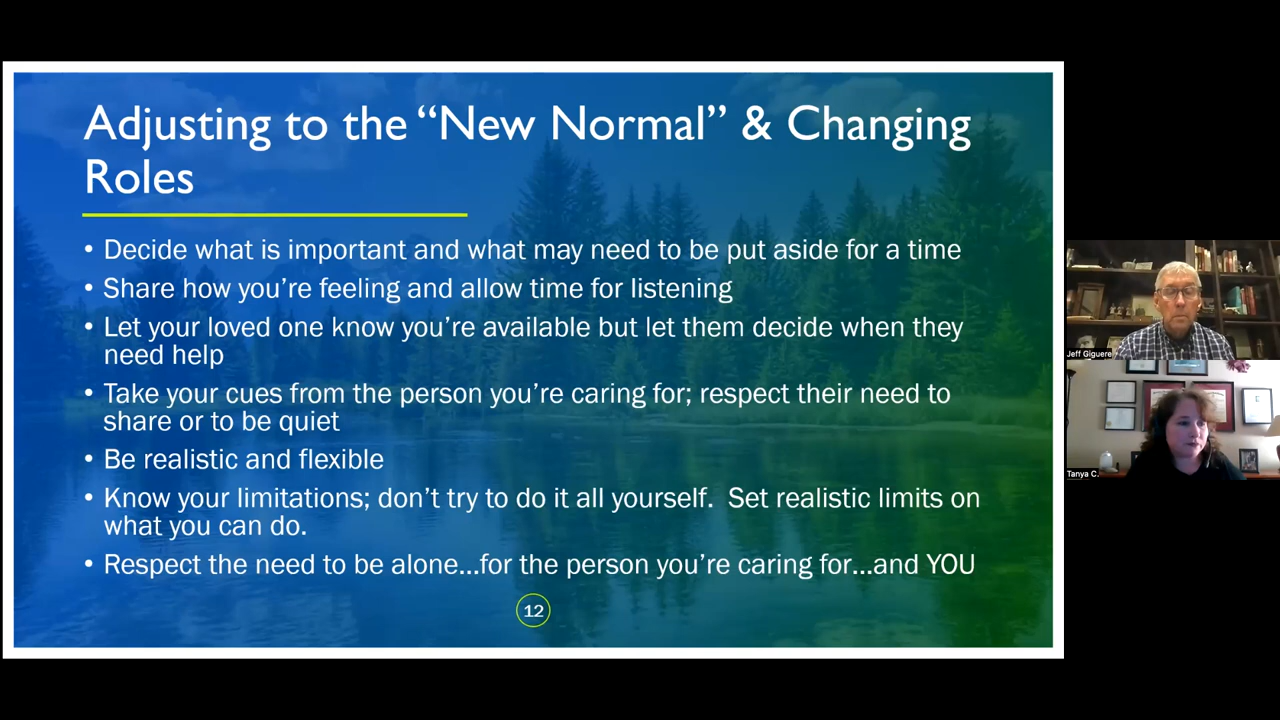 Adjusting to the “New Normal” & Changing
Roles
• Decide what is important and what may need to be put aside for a time
• Share how you’re feeling and allow time for listening
• Let your loved one know you’re available but let them decide when they
need help
• Take your cues from the person you’re caring for; respect their need to
share or to be quiet
• Be realistic and flexible
• Know your limitations; don’t try to do it all yourself.  Set realistic limits on
what you can do.
• Respect the need to be alone...for the person you’re caring for...and YOU
12
Jeff Giguere
Tanya C.